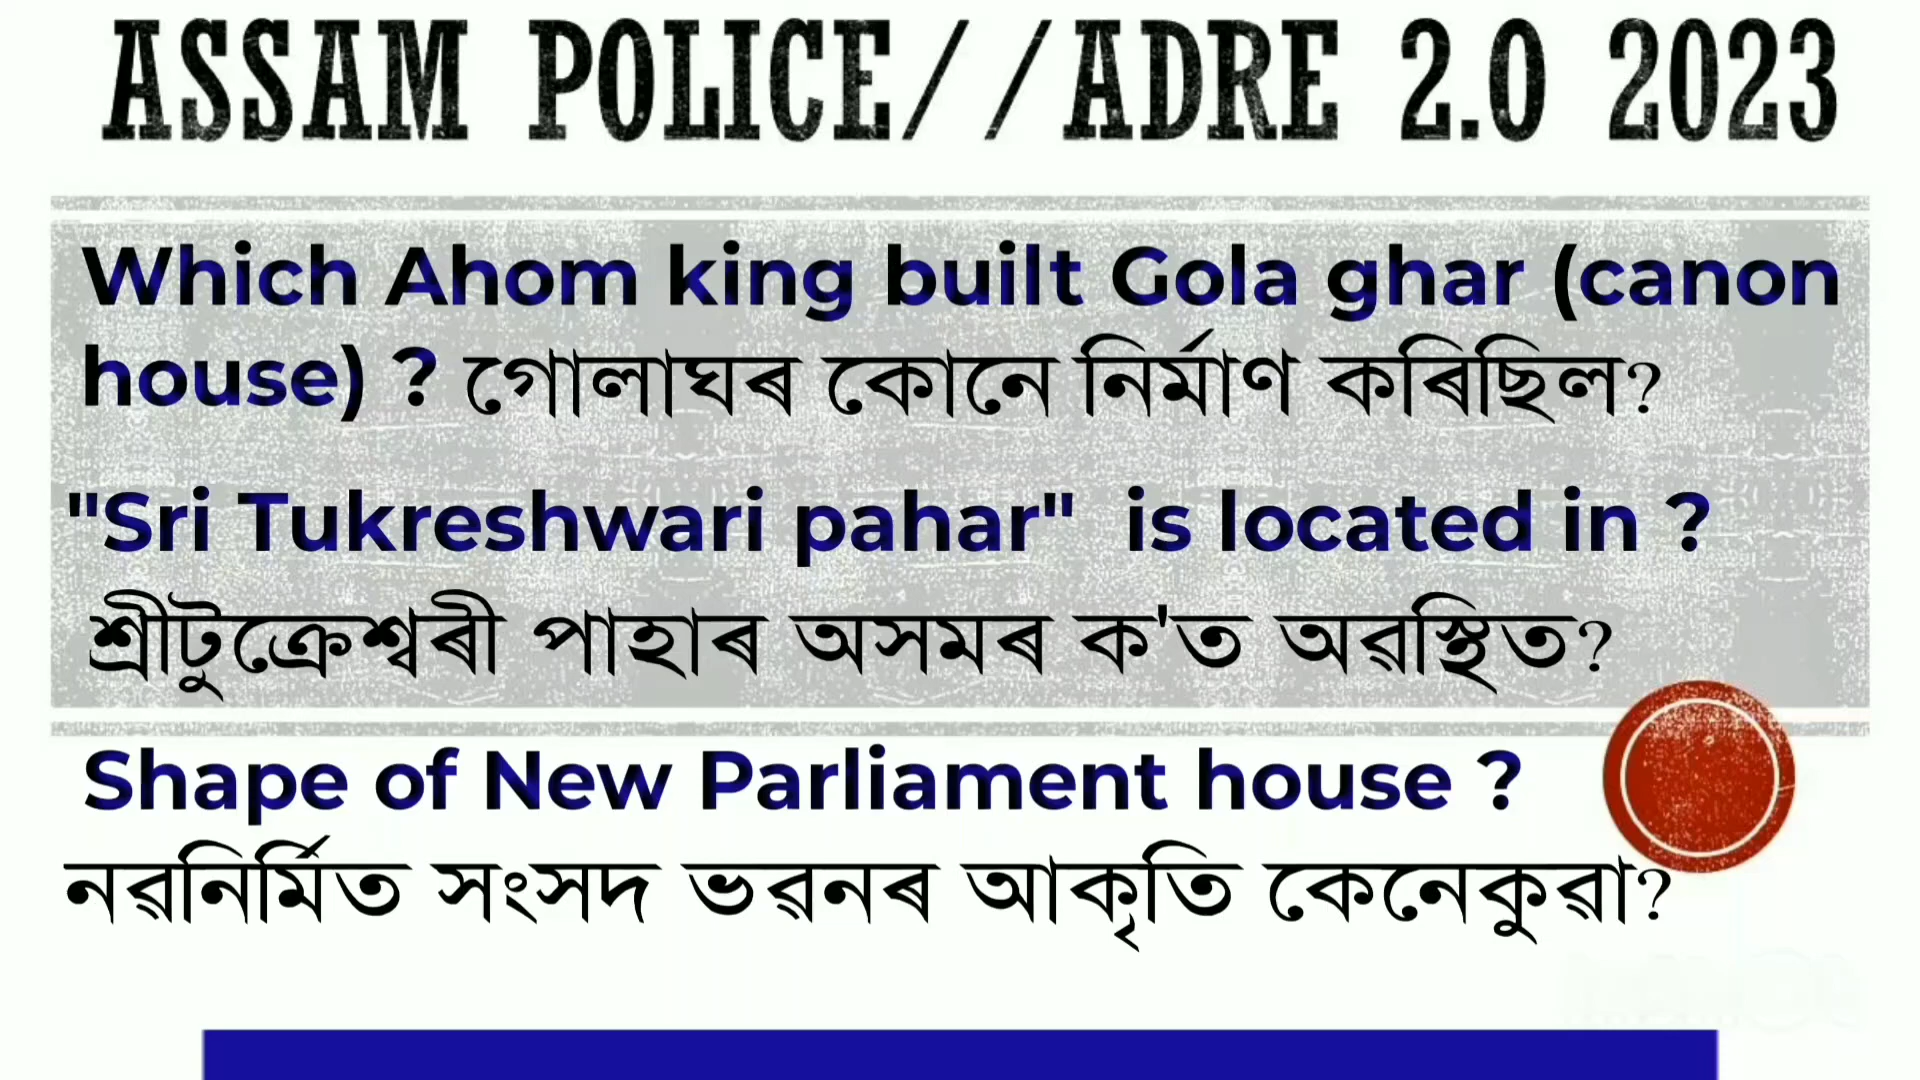 ASSAM POLICE//ADRE 2.0 2023
Which Ahom king built Gola ghar (canon
house) ? গোলাঘৰ কোনে নিৰ্মাণ কৰিছিল?
"Sri Tukreshwari pahar" is located in ?
শ্ৰীটুক্ৰেশ্বৰী পাহাৰ অসমৰ ক'ত অৱস্থিত?
Shape of New Parliament house ?
নৱনিৰ্মিত সংসদ ভৱনৰ আকৃতি কেনেকুৱা?